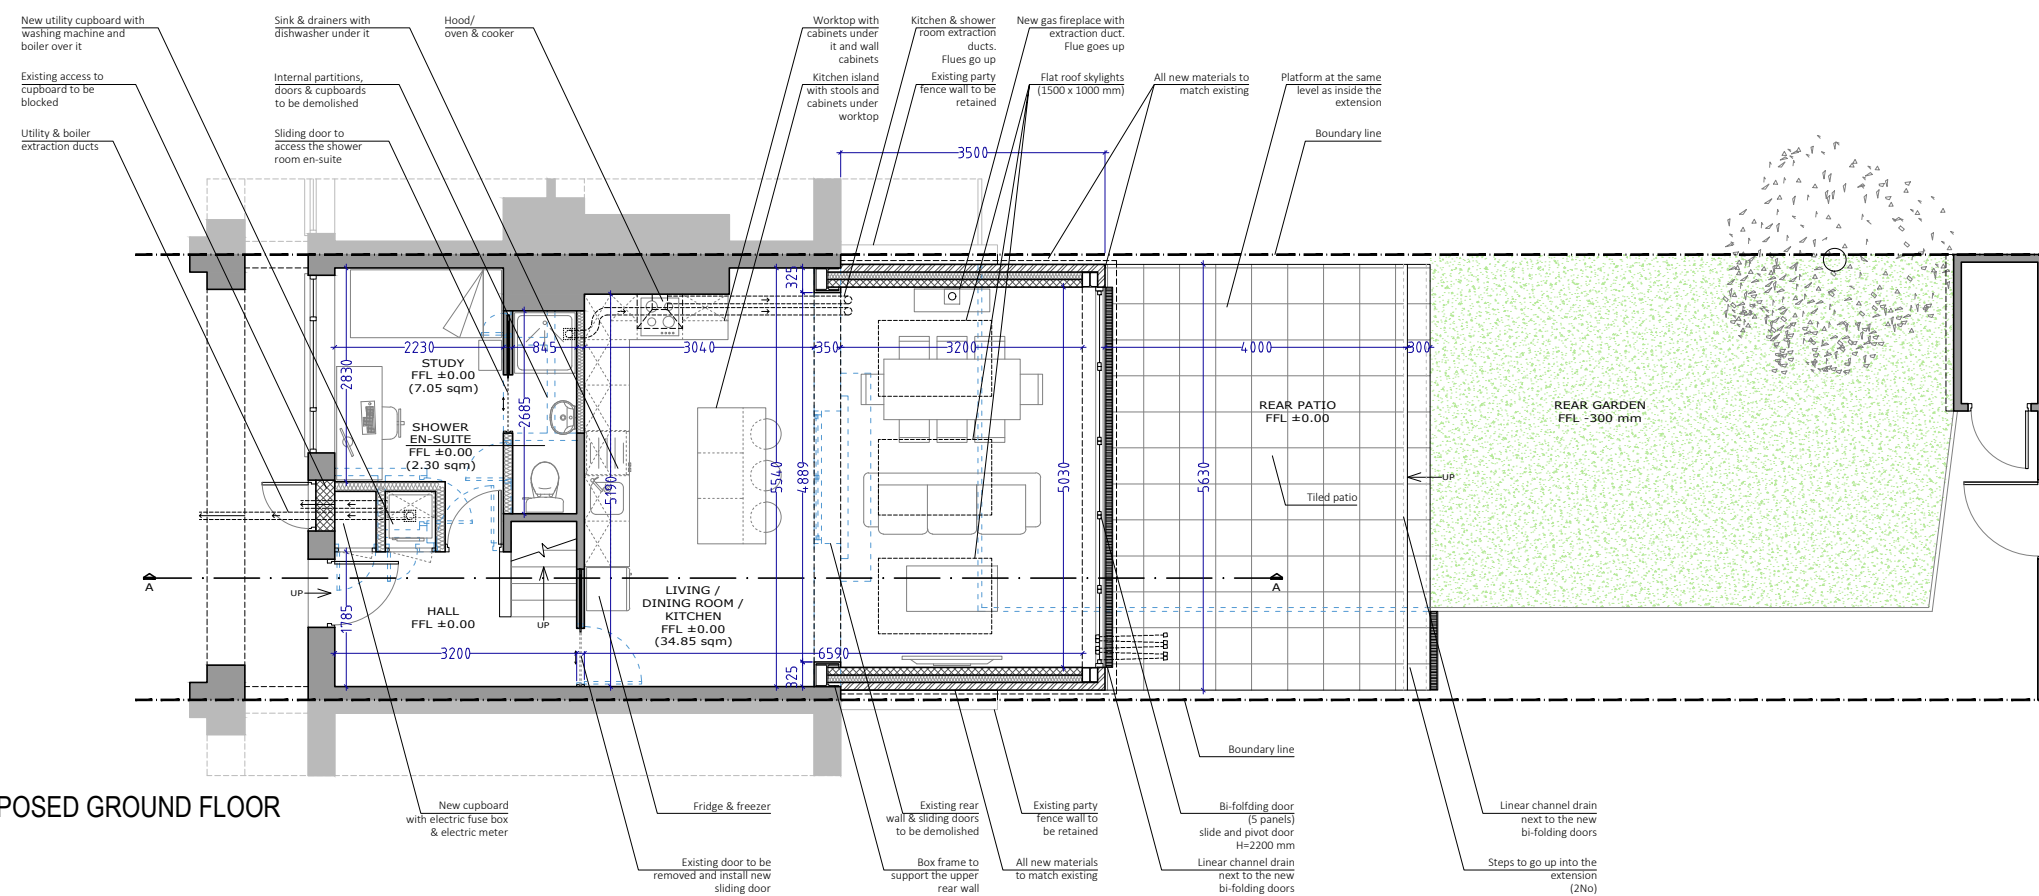 New utility cupboard with
washing machine and
boiler over it
Existing access to
cupboard to be
blocked
Utility & boiler
extraction ducts
Sink & drainers with
dishwasher under it
Internal partitions,
doors & cupboards
to be demolished
Sliding door to
access the shower
room en-suite
Hood/
oven & cooker
Worktop with
cabinets under
it and wall
cabinets
Kitchen island
with stools and
cabinets under
worktop
Kitchen & shower
room extraction
ducts.
Flues go up
Existing party
fence wall to be
retained
New gas fireplace with
extraction duct.
Flue goes up
Flat roof skylights
(1500 x 1000 mm)
All new materials to
match existing
Platform at the same
level as inside the
extension
Boundary line
3500
325
2230
845
3040
350
3200
4000
300
STUDY
FFL ±0.00
(7.05 sqm)
2830
2685
SHOWER
EN-SUITE
FFL ±0.00
(2.30 sqm)
5190
5540
4889
5030
5630
REAR PATIO
FFL ±0.00
REAR GARDEN
FFL -300 mm
UP
Tiled patio
A
A
UP
HALL
FFL ±0.00
1785
UP
LIVING /
DINING ROOM /
KITCHEN
FFL ±0.00
(34.85 sqm)
3200
6590
325
Boundary line
POSED GROUND FLOOR
New cupboard
with electric fuse box
& electric meter
Fridge & freezer
Existing door to be
removed and install new
sliding door
Existing rear
wall & sliding doors
to be demolished
Box frame to
support the upper
rear wall
Existing party
fence wall to
be retained
All new materials
to match existing
Bi-folfding door
(5 panels)
slide and pivot door
H=2200 mm
Linear channel drain
next to the new
bi-folding doors
Linear channel drain
next to the new
bi-folding doors
Steps to go up into the
extension
(2No)